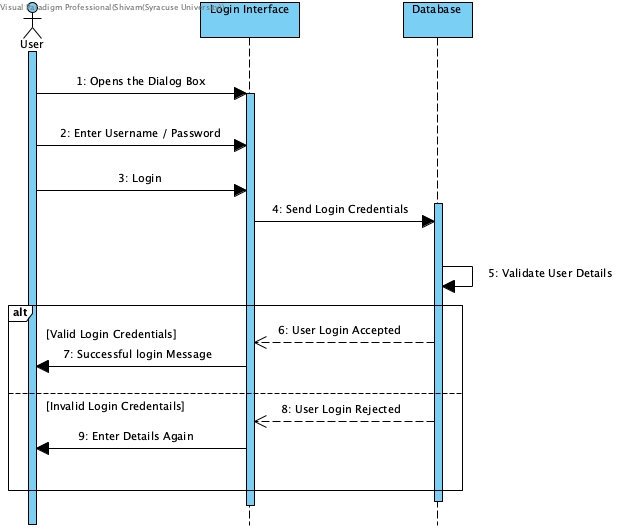 Visual Paradigm Professional(Shivam(Syracuse
User
Login Interface
Database
1: Opens the Dialog Box
2: Enter Username / Password
3: Login
4: Send Login Credentials
5: Validate User Details
alt
6: User Login Accepted
[Valid Login Credentials]
7: Successful login Message
[Invalid Login Credentails]
8: User Login Rejected
9: Enter Details Again